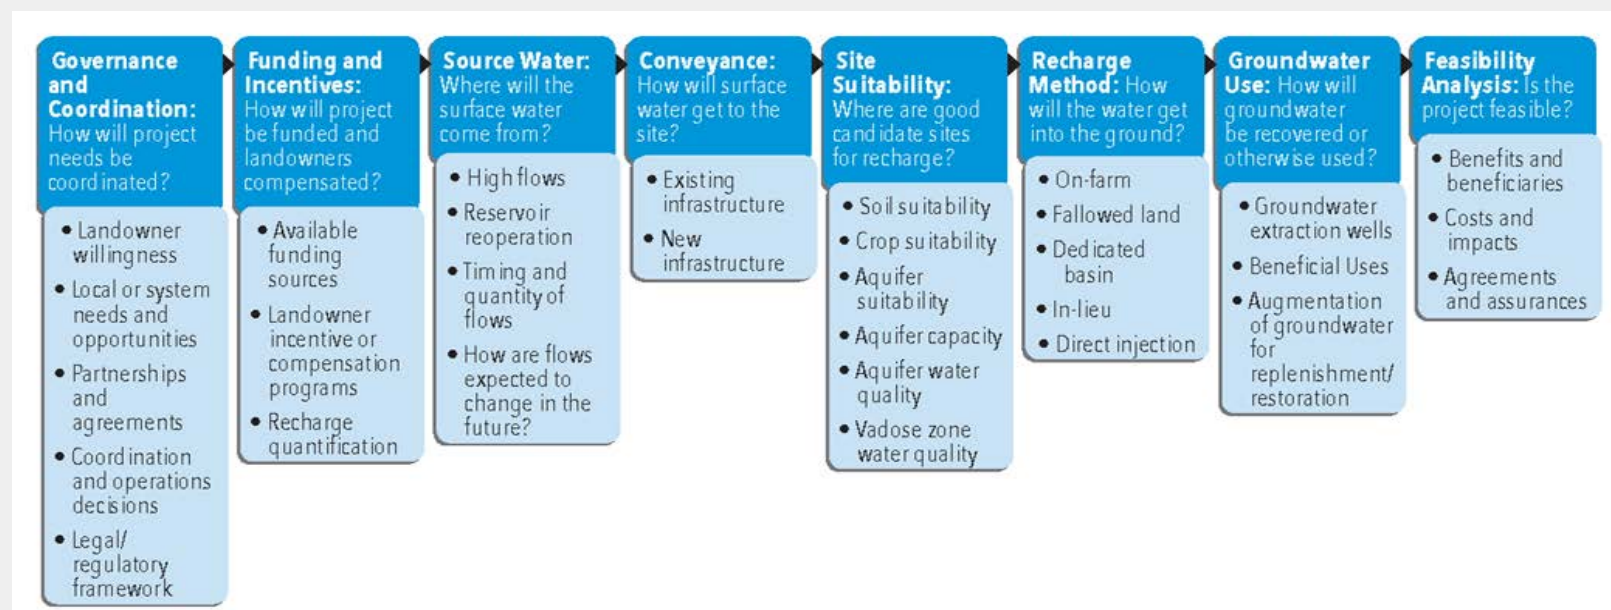 Governance
and
Coordination:
How will project
needs be
coordinated?
• Landowner
willingness
• Local or system
needs and
opportunities
• Partnerships
and
agreements
• Coordination
and operations
decisions
• Legal/
regulatory
framework
Funding and
Incentives:
How will project
be funded and
landowners
compensated?
• Available
funding
sources
• Landowner
incentive or
compensation
programs
• Recharge
quantification
Source Water:
Where will the
surface water
come from?
• High flows
• Reservoir
reoperation
• Timing and
quantity of
flows
• How are flows
expected to
change in the
future?
Conveyance:
How will surface
water get to the
site?
• Existing
infrastructure
• New
infrastructure
Site
Suitability:
Where are good
candidate sites
for recharge?
• Soil suitability
• Crop suitability
• Aquifer
suitability
• Aquifer capacity
• Aquifer water
quality
• Vadose zone
water quality
Recharge
Method: How
will the water get
into the ground?
• On-farm
• Fallowed land
• Dedicated
basin
• In-lieu
• Direct injection
Groundwater
Use: How will
groundwater
be recovered or
otherwise used?
• Groundwater
extraction wells
• Beneficial Uses
• Augmentation
of groundwater
for
replenishment/
restoration
Feasibility
Analysis: Is the
project feasible?
• Benefits and
beneficiaries
• Costs and
impacts
• Agreements
and assurances